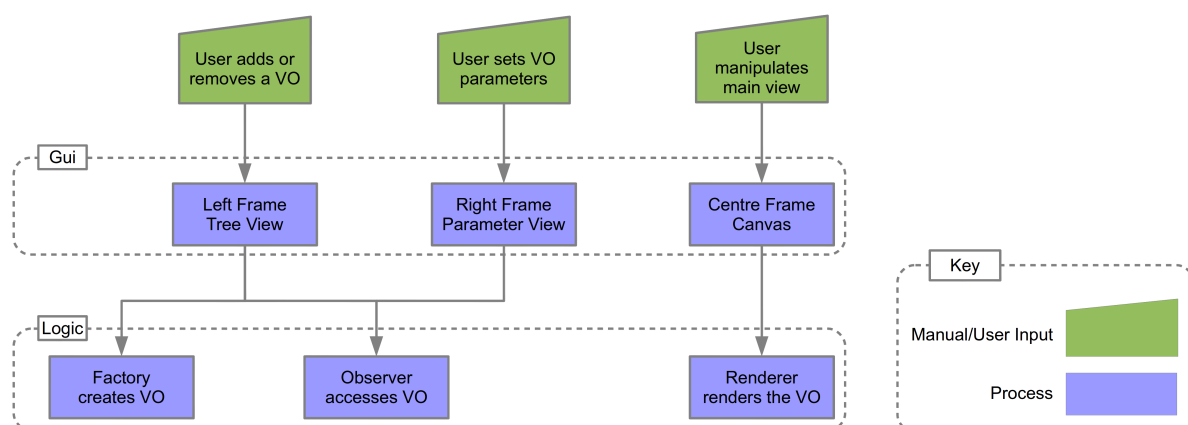 User adds or
removes a VO
User sets VO
parameters
User
manipulates
main view
Gui
Left Frame
Tree View
Right Frame
Parameter View
Centre Frame
Canvas
Logic
Factory
creates VO
Observer
accesses VO
Renderer
renders the VO
Key
Manual/User Input
Process